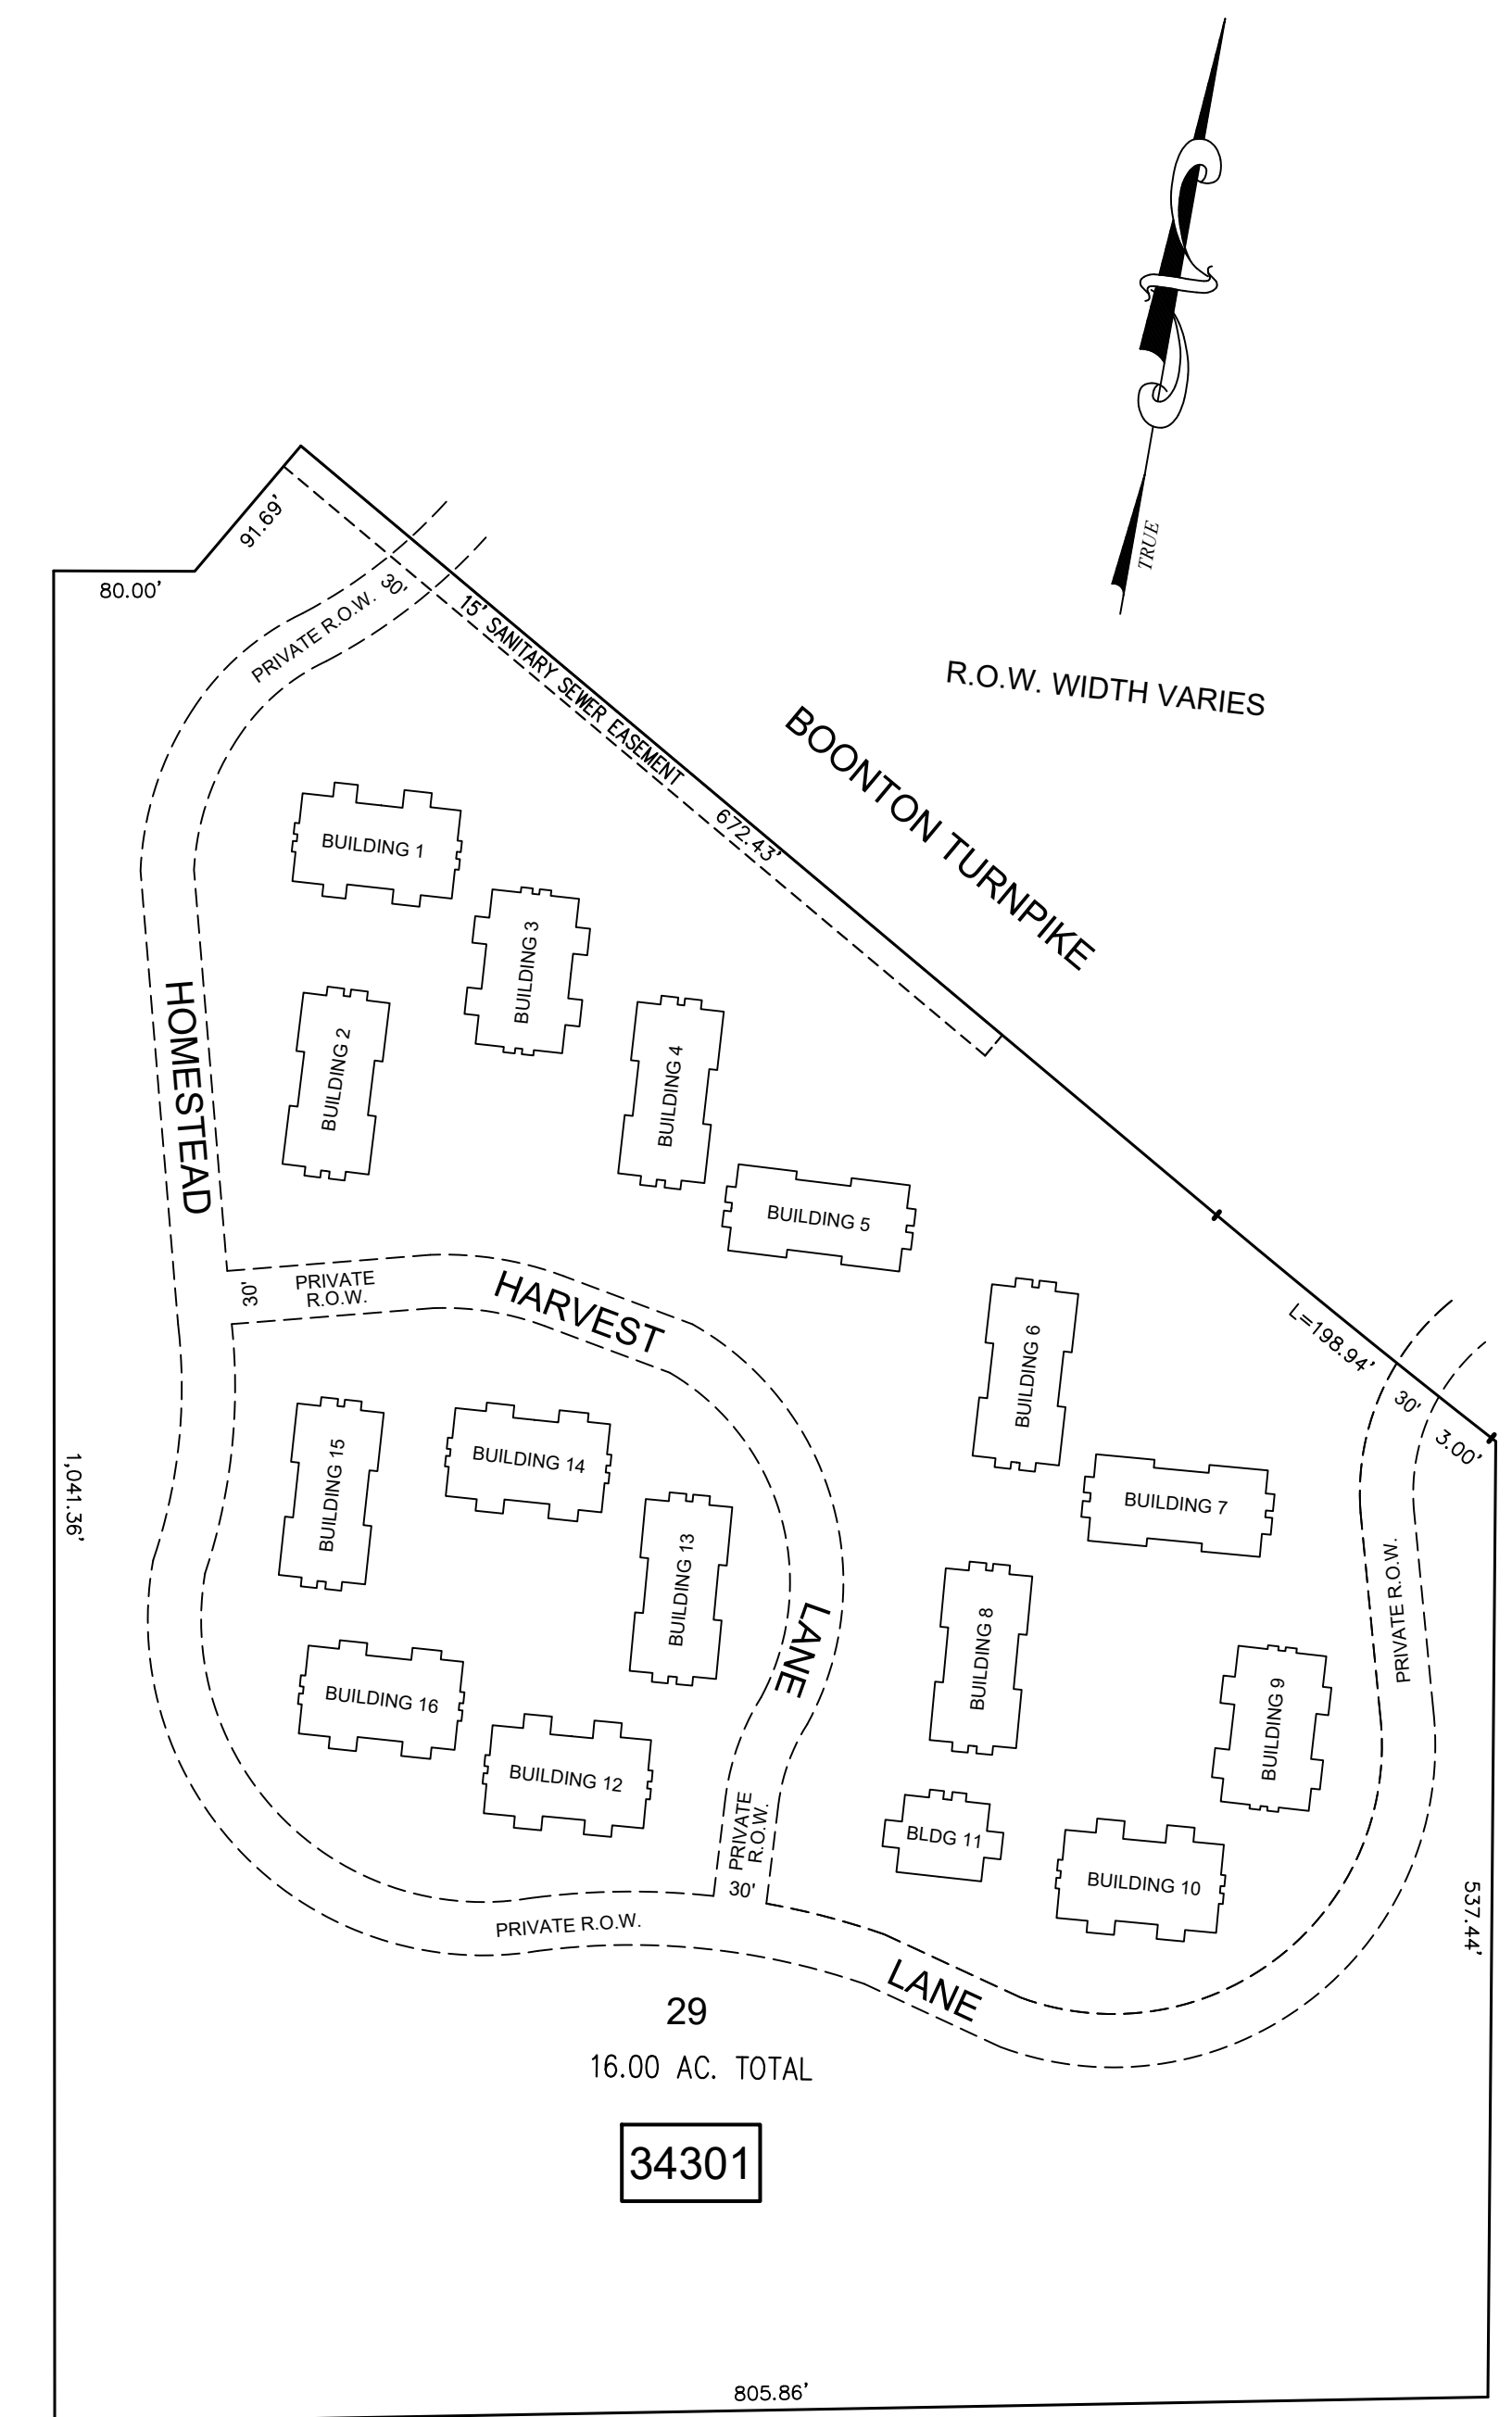 TRUE
91.69'
80.00'
30'
PRIVATE R.O.W.
15' SANITARY SEWER EASEMENT
R.O.W. WIDTH VARIES
BOONTON TURNPIKE
672.43'
BUILDING 1
BUILDING 3
HOMESTEAD
BUILDING 2
BUILDING 4
BUILDING 5
30'
PRIVATE
R.O.W.
HARVEST
L=198.94'
30'
3.00'
BUILDING 6
1,041.36'
BUILDING 15
BUILDING 14
BUILDING 7
BUILDING 13
PRIVATE R.O.W.
LANE
BUILDING 8
BUILDING 9
BUILDING 16
BUILDING 12
PRIVATE
R.O.W.
BLDG 11
BUILDING 10
30'
537.44'
PRIVATE R.O.W.
LANE
29
16.00 AC. TOTAL
34301
805.86'